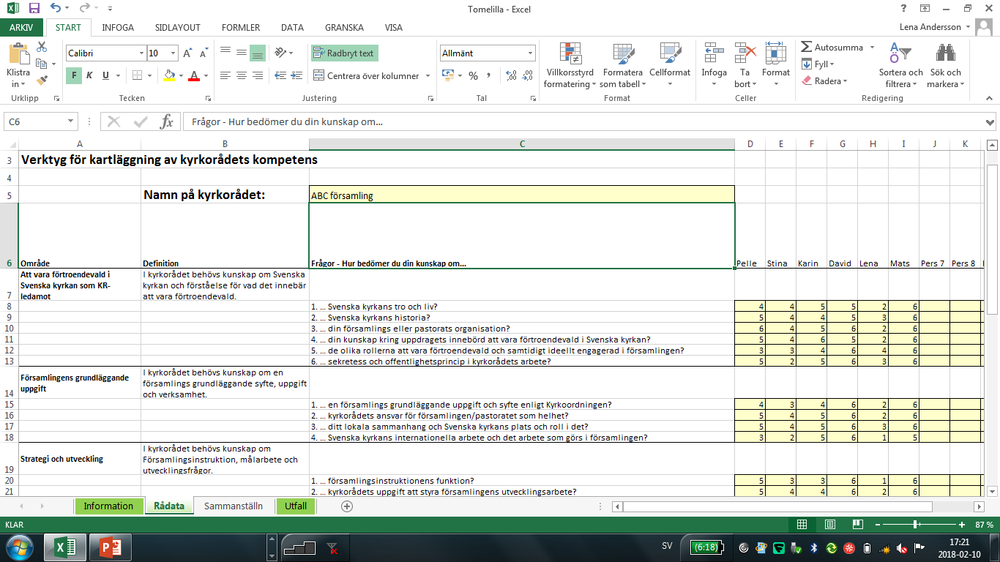 Tomelilla - Excel
ARKIV START INFOGA SIDLAYOUT FORMLER DATA GRANSKA VISA Lena Andersson
Calibri 10 Radbryt text Allmänt Autosumma
Klistra in F K U A Centrera över kolumner % Villkorsstyrd formatering Formatera som tabell Cellformat Infoga Ta bort Format Fyll Radera Sortera och filtrera Sök och markera
Urklipp Tecken Justering Tal Format Celler Redigering
C6 fx Frågor - Hur bedömer du din kunskap om...
A B C D E F G H I J K
3 Verktyg för kartläggning av kyrkorådets kompetens
4
5 Namn på kyrkorådet: ABC församling
6 Område Definition Frågor - Hur bedömer du din kunskap om... Pelle Stina Karin David Lena Mats Pers 7 Pers 8
Att vara förtroendevald i I kyrkorådet behövs kunskap om Svenska
Svenska kyrkan som KR- kyrkan och förståelse för vad det innebär
7 ledamot att vara förtroendevald.
8 1. ... Svenska kyrkans tro och liv? 4 4 5 5 2 6
9 2. ... Svenska kyrkans historia? 5 4 4 5 3 6
10 3. ... din församlings eller pastorats organisation? 6 4 5 6 2 6
11 4. ... din kunskap kring uppdragets innebörd att vara förtroendevald i Svenska kyrkan? 5 4 6 5 2 6
12 5. ... de olika rollerna att vara förtroendevald och samtidigt ideellt engagerad i församlingen? 3 3 4 6 4 6
13 6. ... sekretess och offentlighetsprincip i kyrkorådets arbete? 5 2 5 6 3 6
Församlingens grundläggande I kyrkorådet behövs kunskap om en
uppgift församlings grundläggande syfte, uppgift
14 och verksamhet.
15 1. ... en församlings grundläggande uppgift och syfte enligt Kyrkoordningen? 4 3 4 6 2 6
16 2. ... kyrkorådets ansvar för församlingen/pastoratet som helhet? 5 4 5 6 2 6
17 3. ... ditt lokala sammanhang och Svenska kyrkans plats och roll i det? 5 4 5 6 3 6
18 4. ... Svenska kyrkans internationella arbete och det arbete som görs i församlingen? 3 2 5 6 1 5
I kyrkorådet behövs kunskap om
Strategi och utveckling Församlingsinstruktion, målarbete och
19 utvecklingsfrågor.
20 1. ... församlingsinstruktionens funktion? 5 3 3 6 1 6
21 2. ... kyrkorådets uppgift att styra församlingens utvecklingsarbete? 5 4 4 6 2 6
Information Rådata Sammanställn Utfall
KLAR 87 %
SV (6:18) 17:21
2018-02-10